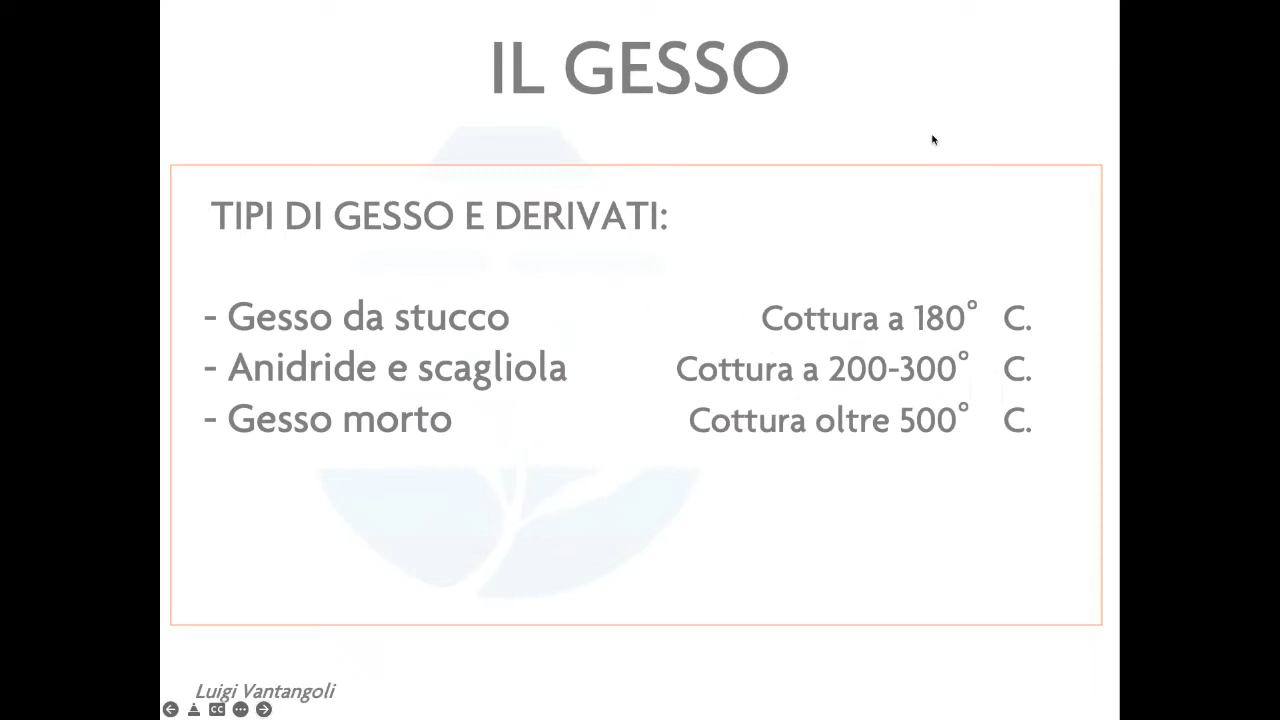 IL GESSO
TIPI DI GESSO E DERIVATI:
- Gesso da stucco Cottura a 180° C.
- Anidride e scagliola Cottura a 200-300° C.
- Gesso morto Cottura oltre 500° C.
Luigi Vantangoli
CC